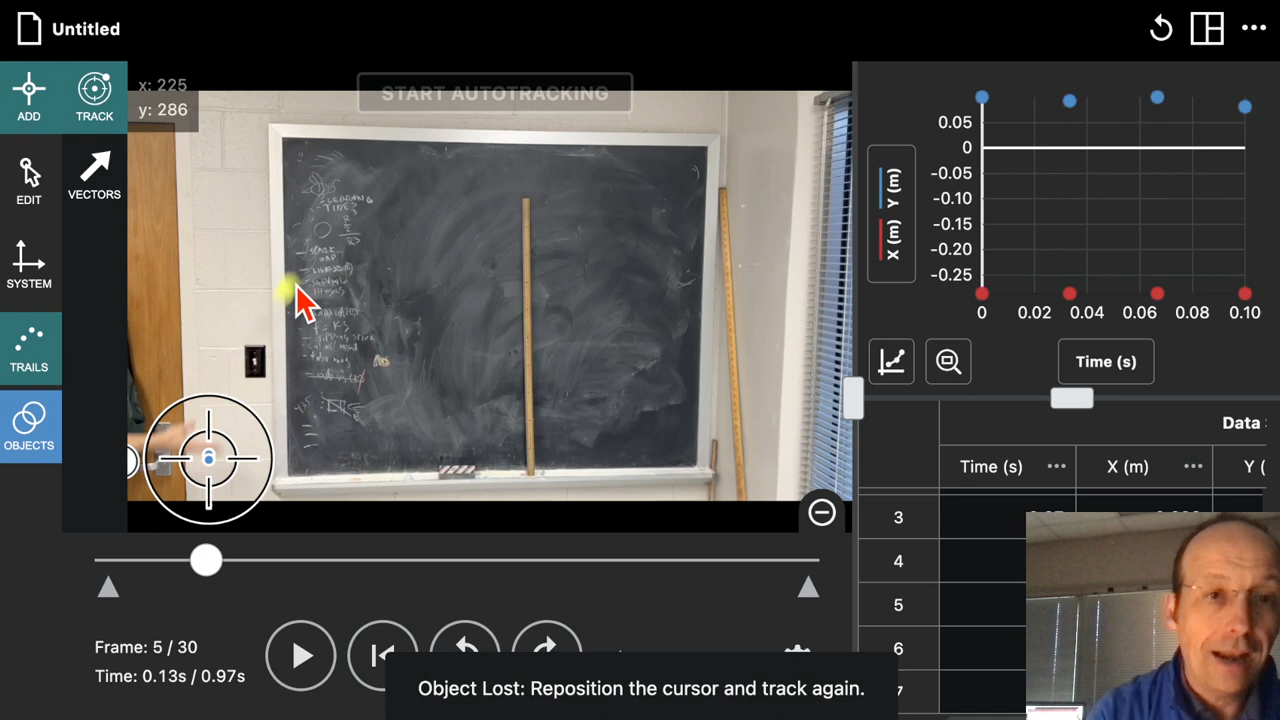 Untitled
ADD
TRACK
x: 225
y: 286
START AUTOTRACKING
EDIT
VECTORS
SYSTEM
TRAILS
OBJECTS
Y (m)
X (m)
0.05
0
-0.05
-0.10
-0.15
-0.20
-0.25
0 0.02 0.04 0.06 0.08 0.10
Time (s)
Data
Time (s) X (m) Y (
3
4
5
6
7
Frame: 5 / 30
Time: 0.13s / 0.97s
Object Lost: Reposition the cursor and track again.